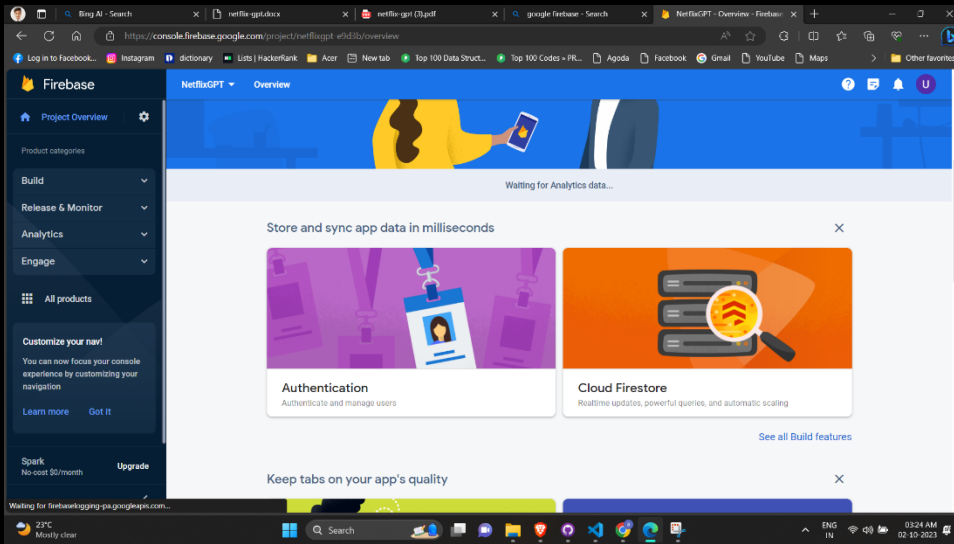 Bing AI - Search
netflix-gpt.docx
netflix-gpt (3).pdf
google firebase - Search
NetflixGPT - Overview - Firebase
https://console.firebase.google.com/project/netflixgpt-e9d3b/overview
Log in to Facebook...
Instagram
dictionary
Lists | HackerRank
Acer
New tab
Top 100 Data Struct...
Top 100 Codes » PR...
Agoda
Facebook
Gmail
YouTube
Maps
Other favorites
Firebase
NetflixGPT
Overview
U
Project Overview
Product categories
Build
Release & Monitor
Analytics
Engage
All products
Customize your nav!
You can now focus your console
experience by customizing your
navigation
Learn more
Got it
Spark
No-cost $0/month
Upgrade
Waiting for Analytics data...
Store and sync app data in milliseconds
Authentication
Authenticate and manage users
Cloud Firestore
Realtime updates, powerful queries, and automatic scaling
See all Build features
Keep tabs on your app's quality
Waiting for firebaselogging-pa.googleapis.com...
23°C
Mostly clear
Search
ENG
IN
03:24 AM
02-10-2023